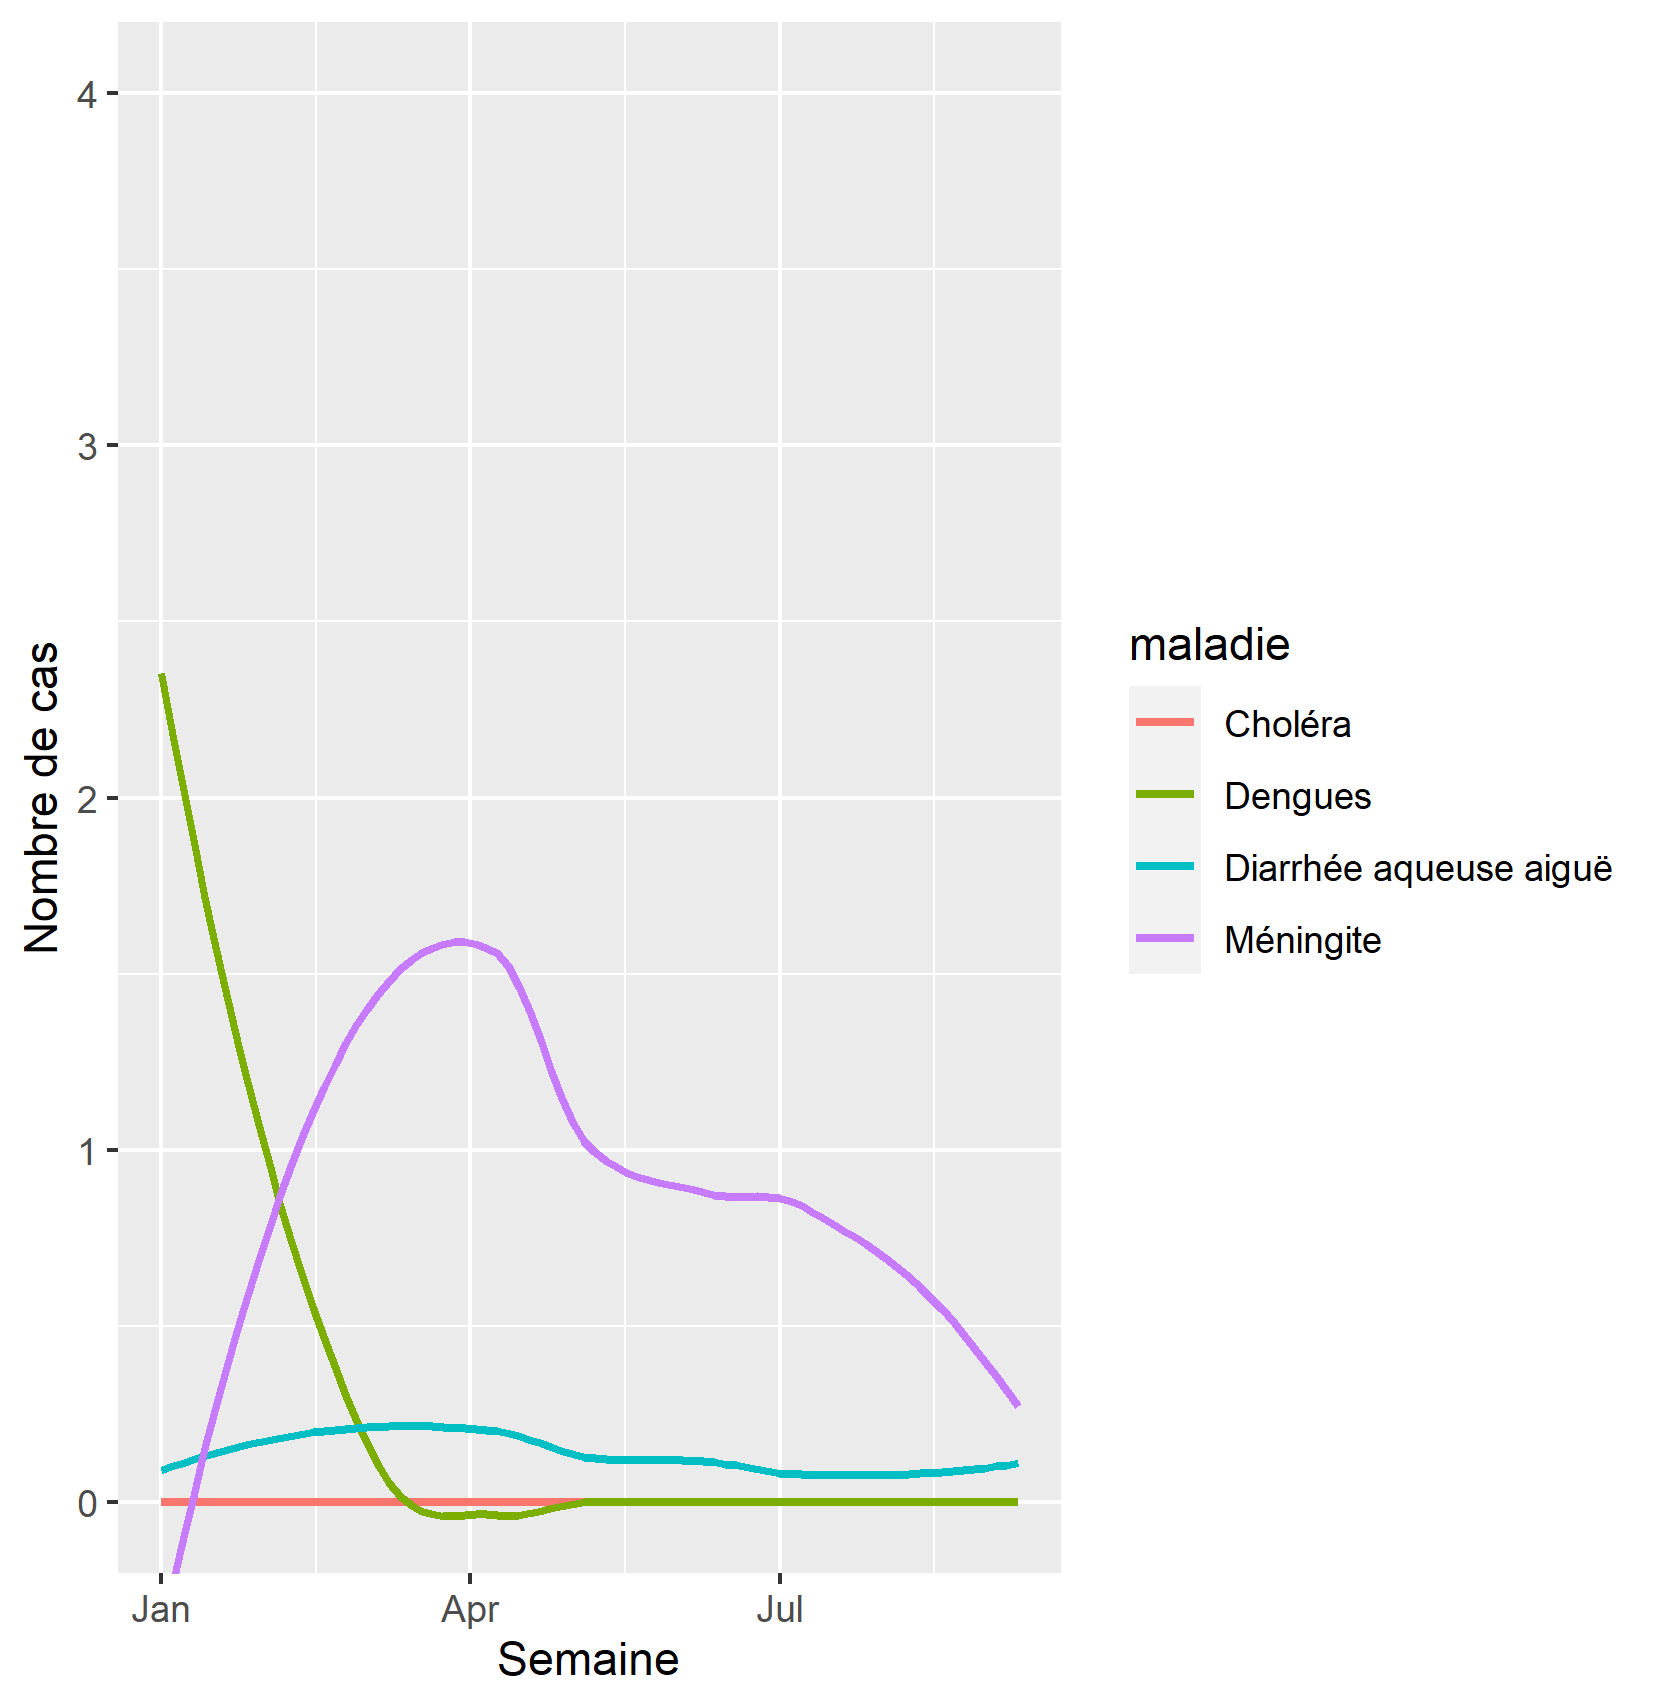 4
3
2
1
0
Nombre de cas
Jan
Apr
Jul
Semaine
maladie
Choléra
Dengues
Diarrhée aqueuse aiguë
Méningite